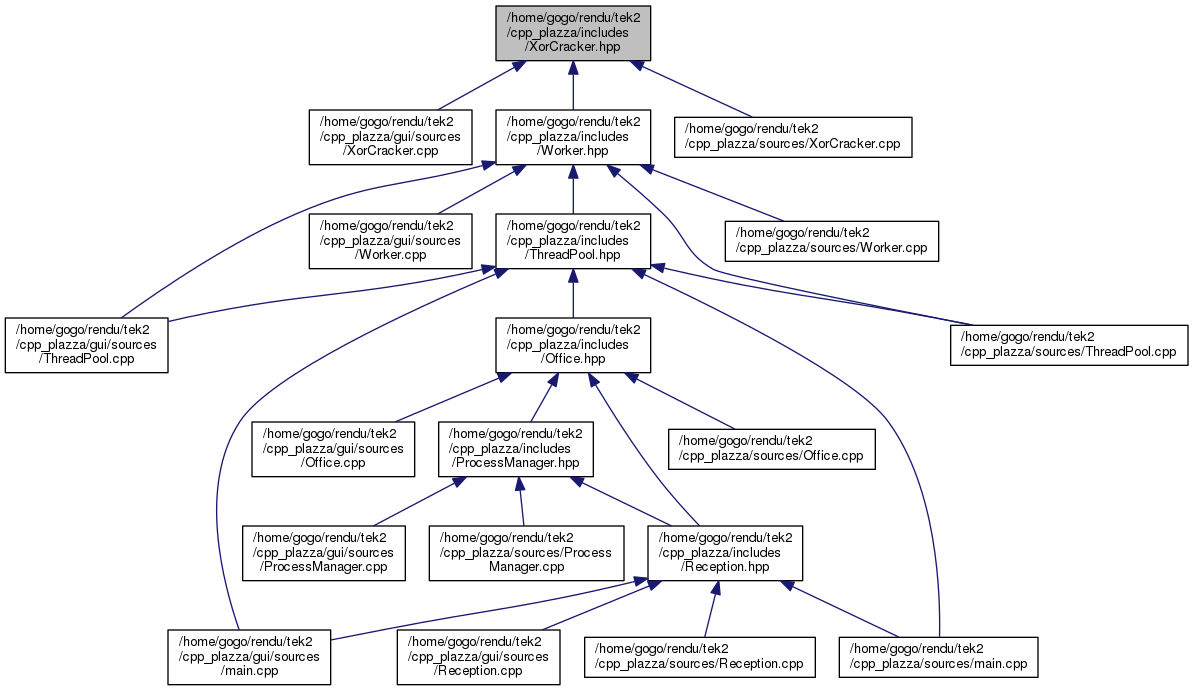 /home/gogo/rendu/tek2
/cpp_plazza/includes
/XorCracker.hpp
/home/gogo/rendu/tek2
/cpp_plazza/gui/sources
/XorCracker.cpp
/home/gogo/rendu/tek2
/cpp_plazza/includes
/Worker.hpp
/home/gogo/rendu/tek2
/cpp_plazza/sources/XorCracker.cpp
/home/gogo/rendu/tek2
/cpp_plazza/gui/sources
/Worker.cpp
/home/gogo/rendu/tek2
/cpp_plazza/includes
/ThreadPool.hpp
/home/gogo/rendu/tek2
/cpp_plazza/sources/Worker.cpp
/home/gogo/rendu/tek2
/cpp_plazza/gui/sources
/ThreadPool.cpp
/home/gogo/rendu/tek2
/cpp_plazza/includes
/Office.hpp
/home/gogo/rendu/tek2
/cpp_plazza/sources/ThreadPool.cpp
/home/gogo/rendu/tek2
/cpp_plazza/gui/sources
/Office.cpp
/home/gogo/rendu/tek2
/cpp_plazza/includes
/ProcessManager.hpp
/home/gogo/rendu/tek2
/cpp_plazza/sources/Office.cpp
/home/gogo/rendu/tek2
/cpp_plazza/gui/sources
/ProcessManager.cpp
/home/gogo/rendu/tek2
/cpp_plazza/sources/Process
Manager.cpp
/home/gogo/rendu/tek2
/cpp_plazza/includes
/Reception.hpp
/home/gogo/rendu/tek2
/cpp_plazza/gui/sources
/main.cpp
/home/gogo/rendu/tek2
/cpp_plazza/gui/sources
/Reception.cpp
/home/gogo/rendu/tek2
/cpp_plazza/sources/Reception.cpp
/home/gogo/rendu/tek2
/cpp_plazza/sources/main.cpp